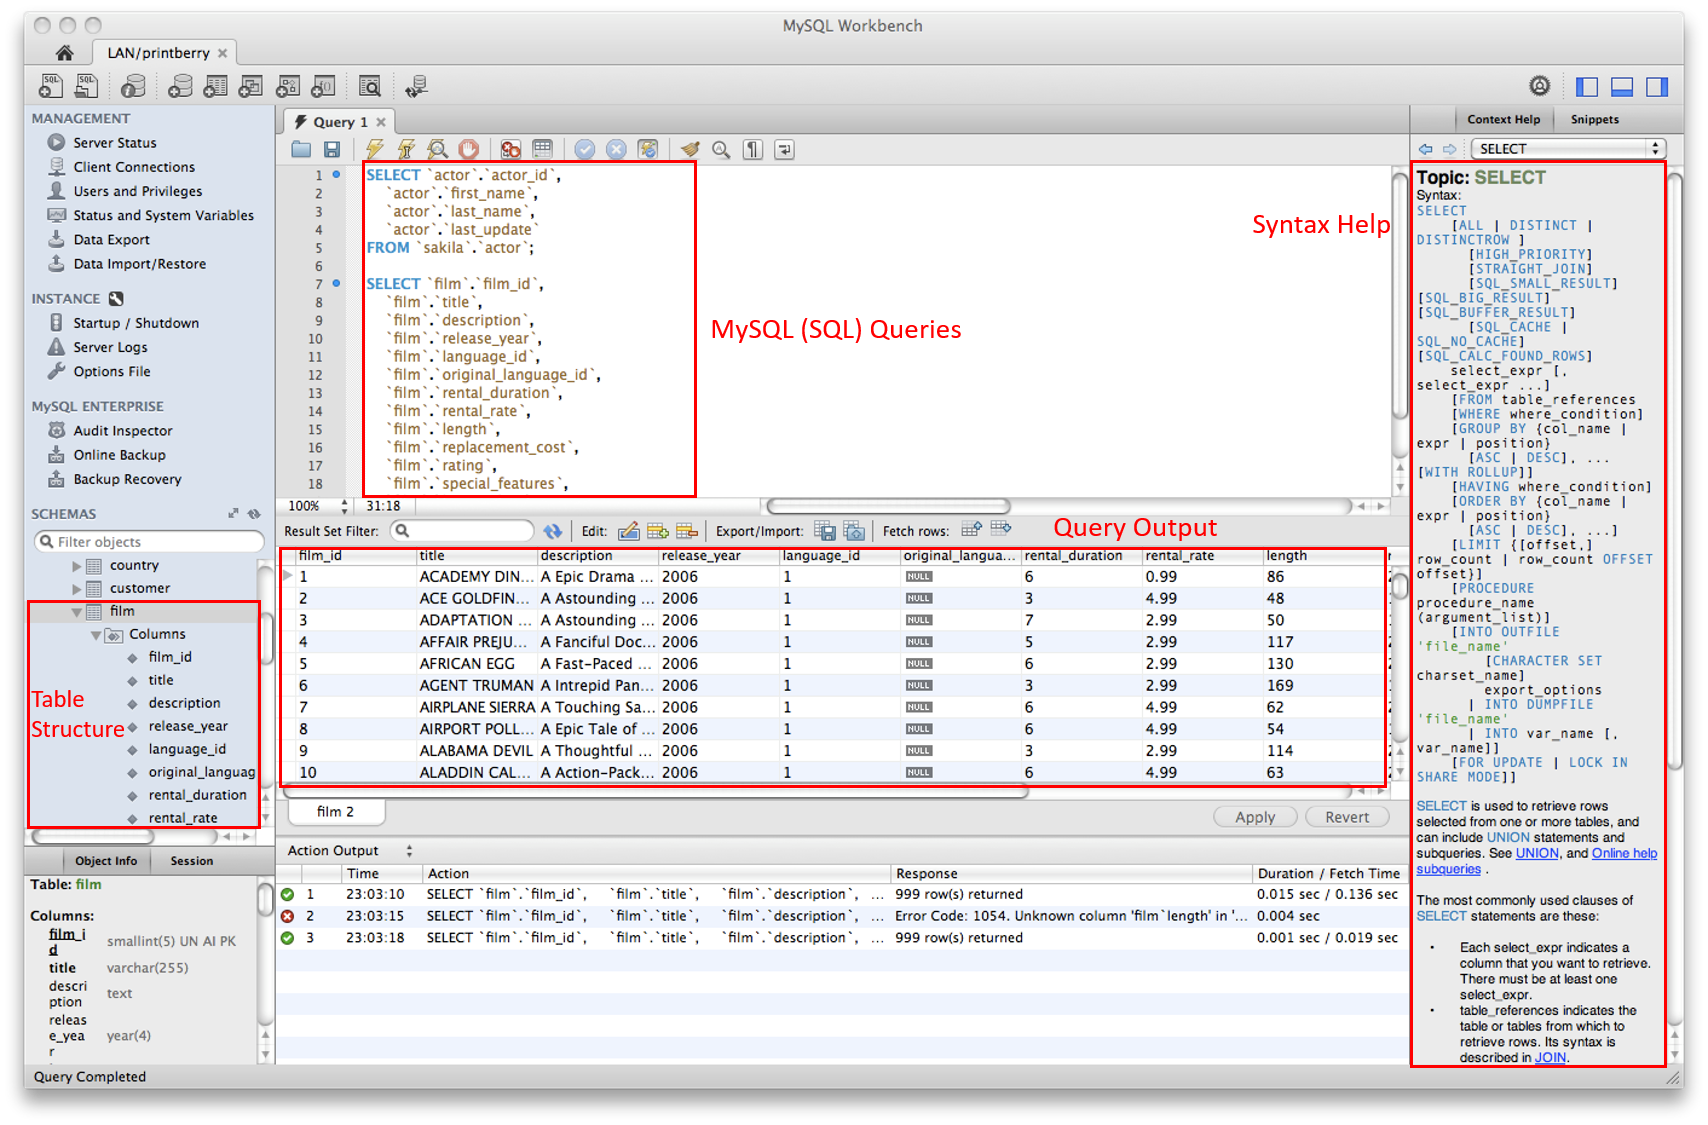 MySQL Workbench
LAN/printberry
MANAGEMENT
Server Status
Client Connections
Users and Privileges
Status and System Variables
Data Export
Data Import/Restore
INSTANCE
Startup / Shutdown
Server Logs
Options File
MySQL ENTERPRISE
Audit Inspector
Online Backup
Backup Recovery
SCHEMAS
Filter objects
country
customer
film
Columns
film_id
title
description
release_year
language_id
original_languag
rental_duration
rental_rate
Table
Structure
Object Info Session
Table: film
Columns:
film_i
d smallint(5) UN AI PK
title varchar(255)
descri
ption text
releas
e_yea
r year(4)
Query Completed
Query 1
1 SELECT `actor`.`actor_id`,
2 `actor`.`first_name`,
3 `actor`.`last_name`,
4 `actor`.`last_update`
5 FROM `sakila`.`actor`;
6
7 SELECT `film`.`film_id`,
8 `film`.`title`,
9 `film`.`description`,
10 `film`.`release_year`,
11 `film`.`language_id`,
12 `film`.`original_language_id`,
13 `film`.`rental_duration`,
14 `film`.`rental_rate`,
15 `film`.`length`,
16 `film`.`replacement_cost`,
17 `film`.`rating`,
18 `film`.`special_features`,
MySQL (SQL) Queries
Syntax Help
100% 31:18
Result Set Filter: Edit: Export/Import: Fetch rows:
Query Output
film_id title description release_year language_id original_langua... rental_duration rental_rate length
1 ACADEMY DIN... A Epic Drama ... 2006 1 NULL 6 0.99 86
2 ACE GOLDFIN... A Astounding ... 2006 1 NULL 3 4.99 48
3 ADAPTATION ... A Astounding ... 2006 1 NULL 7 2.99 50
4 AFFAIR PREJU... A Fanciful Doc... 2006 1 NULL 5 2.99 117
5 AFRICAN EGG A Fast-Paced ... 2006 1 NULL 6 2.99 130
6 AGENT TRUMAN A Intrepid Pan... 2006 1 NULL 3 2.99 169
7 AIRPLANE SIERRA A Touching Sa... 2006 1 NULL 6 4.99 62
8 AIRPORT POLL... A Epic Tale of ... 2006 1 NULL 6 4.99 54
9 ALABAMA DEVIL A Thoughtful ... 2006 1 NULL 3 2.99 114
10 ALADDIN CAL... A Action-Pack... 2006 1 NULL 6 4.99 63
film 2
Apply Revert
Action Output
Time Action Response Duration / Fetch Time
1 23:03:10 SELECT `film`.`film_id`, `film`.`title`, `film`.`description`, ... 999 row(s) returned 0.015 sec / 0.136 sec
2 23:03:15 SELECT `film`.`film_id`, `film`.`title`, `film`.`description`, ... Error Code: 1054. Unknown column 'film`length' in '... 0.004 sec
3 23:03:18 SELECT `film`.`film_id`, `film`.`title`, `film`.`description`, ... 999 row(s) returned 0.001 sec / 0.019 sec
Context Help Snippets
SELECT
Topic: SELECT
Syntax:
SELECT
[ALL | DISTINCT |
DISTINCTROW ]
[HIGH_PRIORITY]
[STRAIGHT_JOIN]
[SQL_SMALL_RESULT]
[SQL_BIG_RESULT]
[SQL_BUFFER_RESULT]
[SQL_CACHE |
SQL_NO_CACHE]
[SQL_CALC_FOUND_ROWS]
select_expr [,
select_expr ...]
[FROM table_references
[WHERE where_condition]
[GROUP BY {col_name |
expr | position}
[ASC | DESC], ...
[WITH ROLLUP]]
[HAVING where_condition]
[ORDER BY {col_name |
expr | position}
[ASC | DESC], ...]
[LIMIT {[offset,]
row_count | row_count OFFSET
offset}]
[PROCEDURE
procedure_name
(argument_list)]
[INTO OUTFILE
'file_name'
[CHARACTER SET
charset_name]
export_options
| INTO DUMPFILE
'file_name'
| INTO var_name [,
var_name]]
[FOR UPDATE | LOCK IN
SHARE MODE]]
SELECT is used to retrieve rows
selected from one or more tables, and
can include UNION statements and
subqueries. See UNION, and Online help
subqueries .
The most commonly used clauses of
SELECT statements are these:
• Each select_expr indicates a
column that you want to retrieve.
There must be at least one
select_expr.
• table_references indicates the
table or tables from which to
retrieve rows. Its syntax is
described in JOIN.